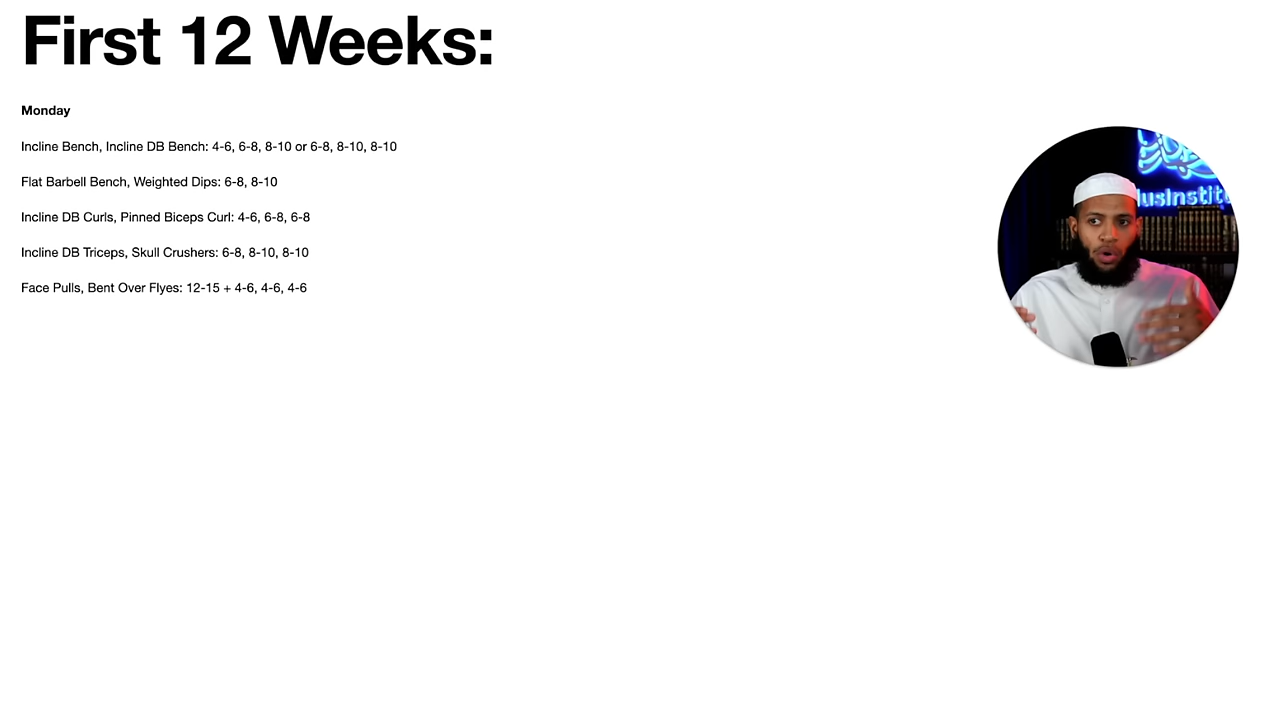 First 12 Weeks:
Monday
Incline Bench, Incline DB Bench: 4-6, 6-8, 8-10 or 6-8, 8-10, 8-10
Flat Barbell Bench, Weighted Dips: 6-8, 8-10
Incline DB Curls, Pinned Biceps Curl: 4-6, 6-8, 6-8
Incline DB Triceps, Skull Crushers: 6-8, 8-10, 8-10
Face Pulls, Bent Over Flyes: 12-15 + 4-6, 4-6, 4-6